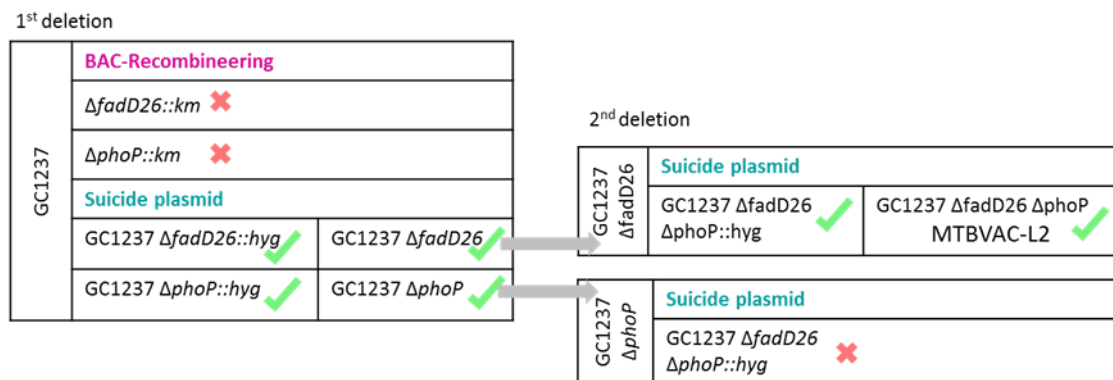 1st deletion
GC1237
BAC-Recombineering
ΔfadD26::km
ΔphoP::km
Suicide plasmid
GC1237 ΔfadD26::hyg
GC1237 ΔfadD26
GC1237 ΔphoP::hyg
GC1237 ΔphoP
2nd deletion
GC1237
ΔfadD26
Suicide plasmid
GC1237 ΔfadD26
ΔphoP::hyg
GC1237 ΔfadD26 ΔphoP
MTBVAC-L2
GC1237
ΔphoP
Suicide plasmid
GC1237 ΔfadD26
ΔphoP::hyg